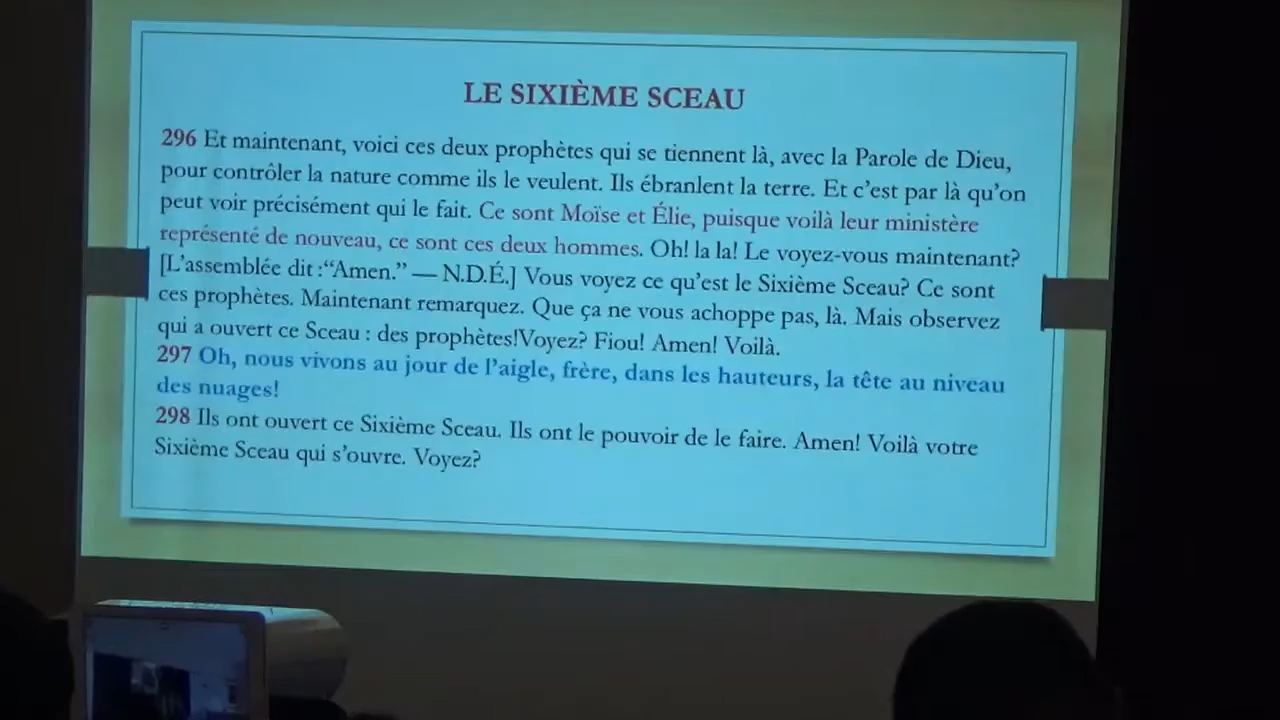 LE SIXIÈME SCEAU
296 Et maintenant, voici ces deux prophètes qui se tiennent là, avec la Parole de Dieu,
pour contrôler la nature comme ils le veulent. Ils ébranlent la terre. Et c'est par là qu'on
peut voir précisément qui le fait. Ce sont Moïse et Élie, puisque voilà leur ministère
représenté de nouveau, ce sont ces deux hommes. Oh! la la! Le voyez-vous maintenant?
[L'assemblée dit :“Amen.” — N.D.É.] Vous voyez ce qu'est le Sixième Sceau? Ce sont
ces prophètes. Maintenant remarquez. Que ça ne vous achoppe pas, là. Mais observez
qui a ouvert ce Sceau : des prophètes!Voyez? Fiou! Amen! Voilà.
297 Oh, nous vivons au jour de l'aigle, frère, dans les hauteurs, la tête au niveau
des nuages!
298 Ils ont ouvert ce Sixième Sceau. Ils ont le pouvoir de le faire. Amen! Voilà votre
Sixième Sceau qui s'ouvre. Voyez?